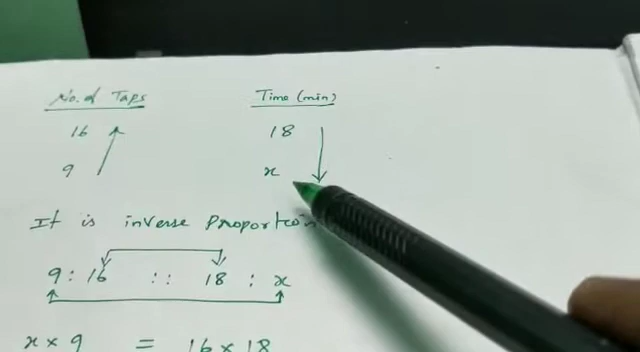 No. of Taps Time (min)
16 18
9 x
It is inverse Proportion
9 : 16 :: 18 : x
x × 9 = 16 × 18